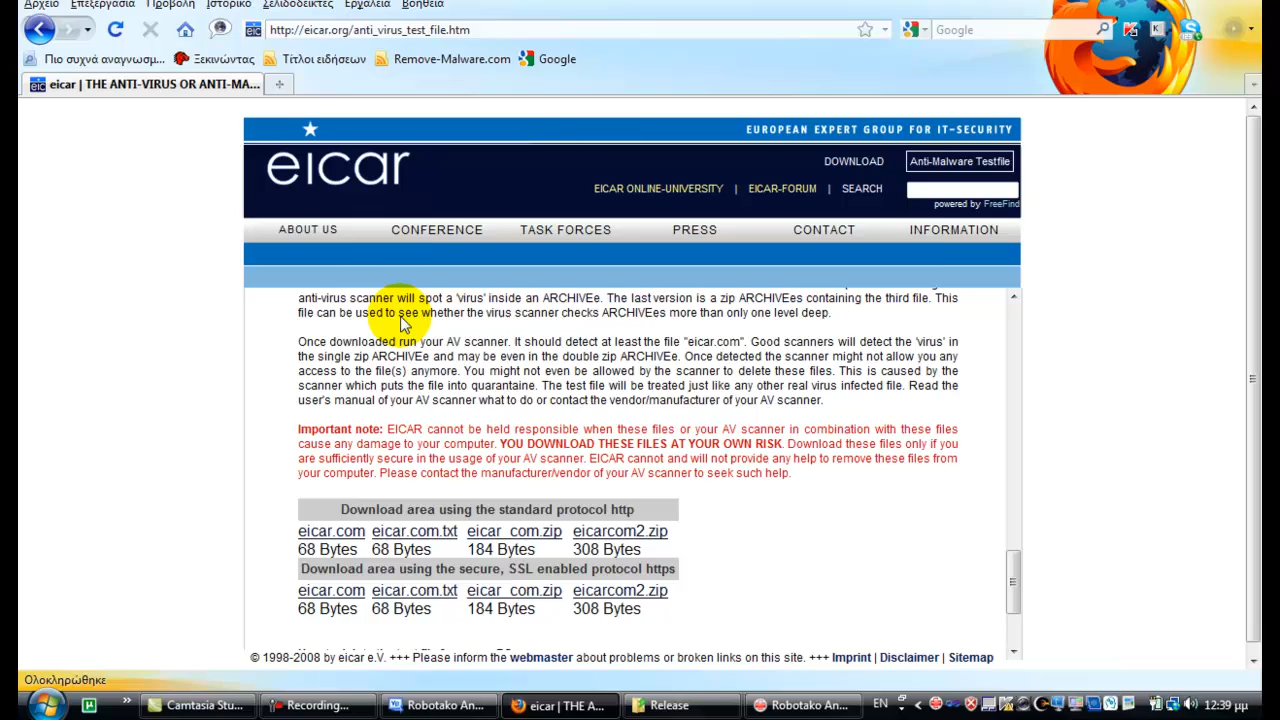 Αρχείο Επεξεργασία Προβολή Ιστορικό Σελιδοδείκτες Εργαλεία Βοήθεια
http://eicar.org/anti_virus_test_file.htm
Google
Πιο συχνά αναγνωσμ... Ξεκινώντας Τίτλοι ειδήσεων Remove-Malware.com Google
eicar | THE ANTI-VIRUS OR ANTI-MA...
EUROPEAN EXPERT GROUP FOR IT-SECURITY
eicar
DOWNLOAD Anti-Malware Testfile
EICAR ONLINE-UNIVERSITY | EICAR-FORUM | SEARCH
powered by FreeFind
ABOUT US CONFERENCE TASK FORCES PRESS CONTACT INFORMATION
anti-virus scanner will spot a 'virus' inside an ARCHIVEe. The last version is a zip ARCHIVEes containing the third file. This
file can be used to see whether the virus scanner checks ARCHIVEes more than only one level deep.
Once downloaded run your AV scanner. It should detect at least the file "eicar.com". Good scanners will detect the 'virus' in
the single zip ARCHIVEe and may be even in the double zip ARCHIVEe. Once detected the scanner might not allow you any
access to the file(s) anymore. You might not even be allowed by the scanner to delete these files. This is caused by the
scanner which puts the file into quarantaine. The test file will be treated just like any other real virus infected file. Read the
user's manual of your AV scanner what to do or contact the vendor/manufacturer of your AV scanner.
Important note: EICAR cannot be held responsible when these files or your AV scanner in combination with these files
cause any damage to your computer. YOU DOWNLOAD THESE FILES AT YOUR OWN RISK. Download these files only if you
are sufficiently secure in the usage of your AV scanner. EICAR cannot and will not provide any help to remove these files from
your computer. Please contact the manufacturer/vendor of your AV scanner to seek such help.
Download area using the standard protocol http
eicar.com eicar.com.txt eicar_com.zip eicarcom2.zip
68 Bytes 68 Bytes 184 Bytes 308 Bytes
Download area using the secure, SSL enabled protocol https
eicar.com eicar.com.txt eicar_com.zip eicarcom2.zip
68 Bytes 68 Bytes 184 Bytes 308 Bytes
© 1998-2008 by eicar e.V. +++ Please inform the webmaster about problems or broken links on this site. +++ Imprint | Disclaimer | Sitemap
Ολοκληρώθηκε
Camtasia Stu... Recording... Robotako Αν... eicar | THE A... Release Robotako Αν... EN 12:39 μμ